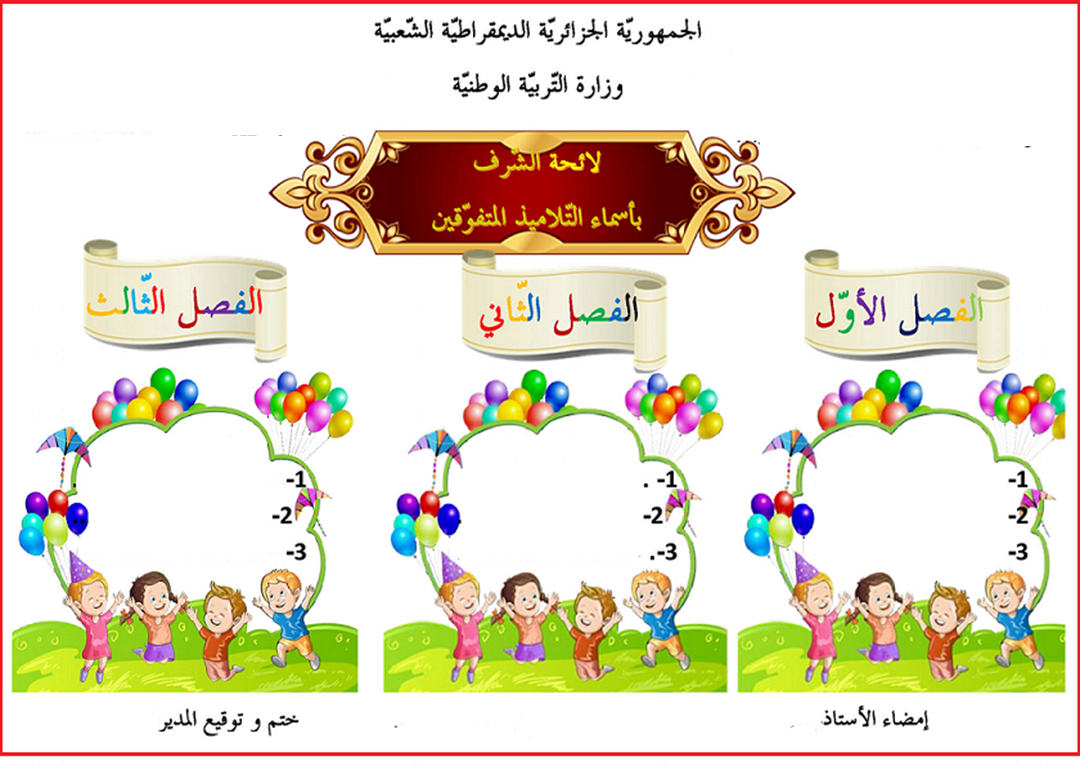 الجمهوريّة الجزائريّة الديمقراطيّة الشّعبيّة
وزارة التّربيّة الوطنيّة
لائحة الشّرف
بأسماء التّلاميذ المتفوّقين
الفصل الأوّل
الفصل الثّاني
الفصل الثّالث
1-
2-
3-
1- .
2-
3-.
1-
2-
3-
إمضاء الأستاذ
ختم و توقيع المدير